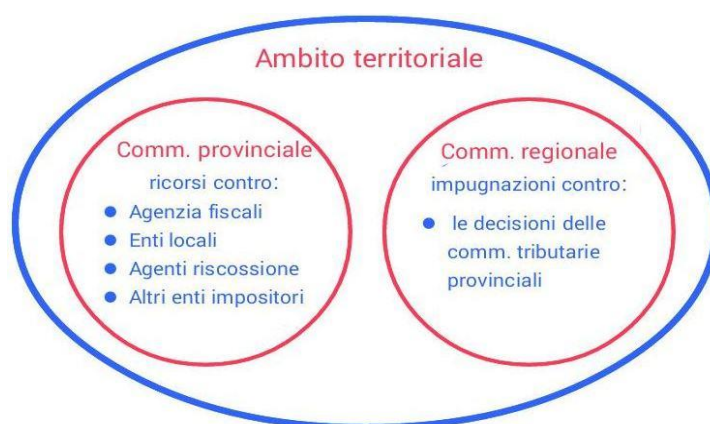 Ambito territoriale
Comm. provinciale
ricorsi contro:
● Agenzia fiscali
● Enti locali
● Agenti riscossione
● Altri enti impositori
Comm. regionale
impugnazioni contro:
● le decisioni delle
comm. tributarie
provinciali